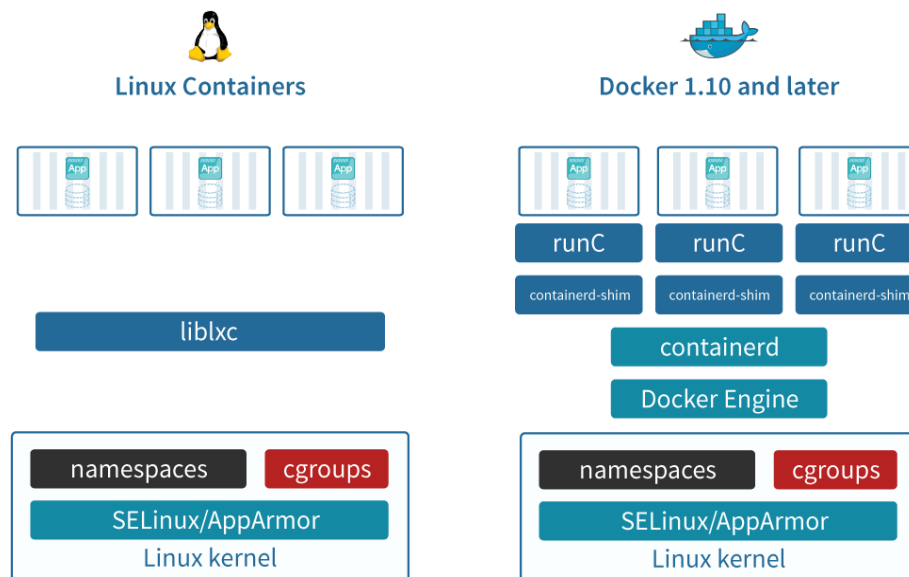 Linux Containers
App
App
App
liblxc
namespaces
cgroups
SELinux/AppArmor
Linux kernel
Docker 1.10 and later
App
App
App
runC
runC
runC
containerd-shim
containerd-shim
containerd-shim
containerd
Docker Engine
namespaces
cgroups
SELinux/AppArmor
Linux kernel